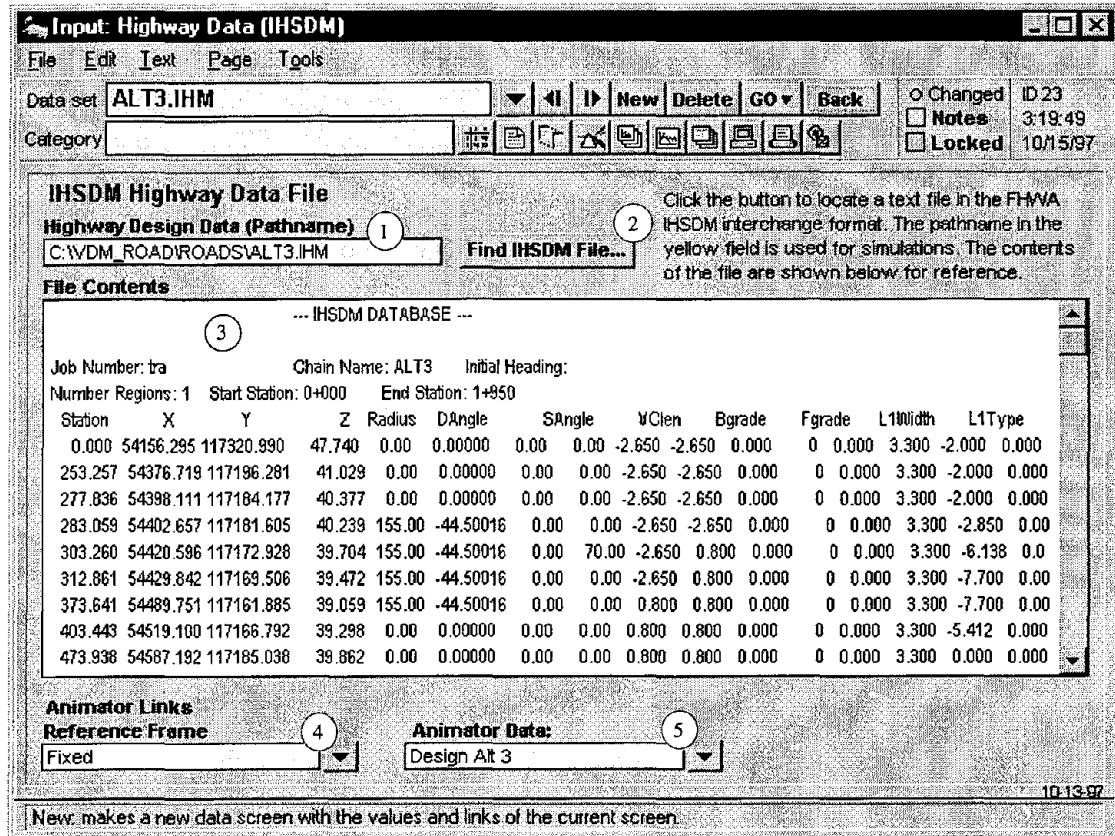 Input: Highway Data (IHSDM)
File Edit Text Page Tools
Data set ALT3.IHM New Delete GO Back Changed ID 23
Notes 3:19:49
Category Locked 10/15/97
IHSDM Highway Data File
Highway Design Data (Pathname) 1
C:\VDM_ROAD\ROADS\ALT3.IHM
Find IHSDM File... 2
Click the button to locate a text file in the FHWA
IHSDM interchange format. The pathname in the
yellow field is used for simulations. The contents
of the file are shown below for reference.
File Contents
--- IHSDM DATABASE ---
3
Job Number: tra Chain Name: ALT3 Initial Heading:
Number Regions: 1 Start Station: 0+000 End Station: 1+950
Station X Y Z Radius DAngle SAngle VClen Bgrade Fgrade L1Width L1Type
0.000 54156.295 117320.990 47.740 0.00 0.00000 0.00 0.00 -2.650 -2.650 0.000 0 0.000 3.300 -2.000 0.000
253.257 54376.719 117196.281 41.029 0.00 0.00000 0.00 0.00 -2.650 -2.650 0.000 0 0.000 3.300 -2.000 0.000
277.836 54398.111 117184.177 40.377 0.00 0.00000 0.00 0.00 -2.650 -2.650 0.000 0 0.000 3.300 -2.000 0.000
283.059 54402.657 117181.605 40.239 155.00 -44.50016 0.00 0.00 -2.650 -2.650 0.000 0 0.000 3.300 -2.850 0.00
303.260 54420.596 117172.928 39.704 155.00 -44.50016 0.00 70.00 -2.650 0.800 0.000 0 0.000 3.300 -6.138 0.0
312.861 54429.842 117169.506 39.472 155.00 -44.50016 0.00 0.00 -2.650 0.800 0.000 0 0.000 3.300 -7.700 0.00
373.641 54489.751 117161.885 39.059 155.00 -44.50016 0.00 0.00 0.800 0.800 0.000 0 0.000 3.300 -7.700 0.00
403.443 54519.100 117166.792 39.298 0.00 0.00000 0.00 0.00 0.800 0.800 0.000 0 0.000 3.300 -5.412 0.000
473.938 54587.192 117185.038 39.862 0.00 0.00000 0.00 0.00 0.800 0.800 0.000 0 0.000 3.300 0.000 0.000
Animator Links
Reference Frame 4 Animator Data: 5
Fixed Design Alt 3
10-13-97
New: makes a new data screen with the values and links of the current screen.